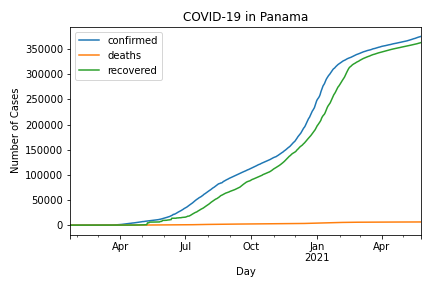 COVID-19 in Panama
confirmed
deaths
recovered
Number of Cases
350000
300000
250000
200000
150000
100000
50000
0
Apr Jul Oct Jan Apr
2021
Day